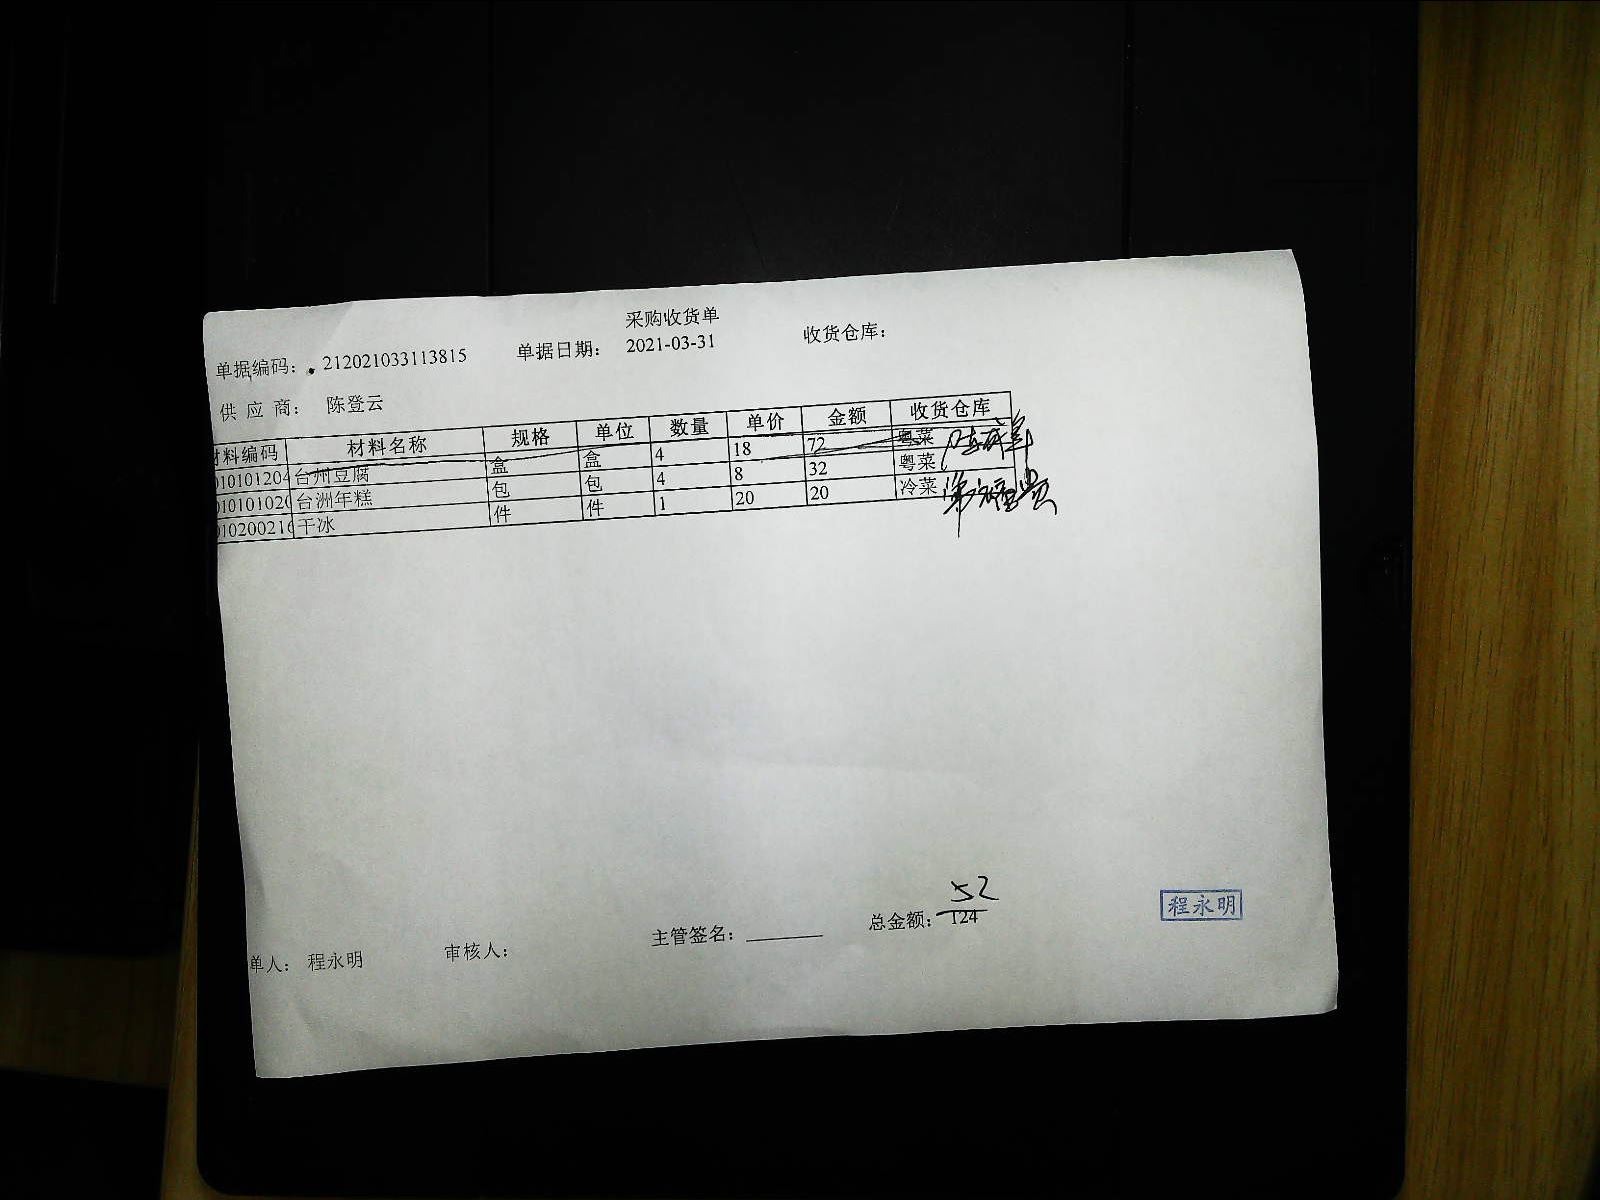 采购收货单
单据编码： 212021033113815 单据日期： 2021-03-31 收货仓库：
供 应 商： 陈登云
材料编码 材料名称 规格 单位 数量 单价 金额 收货仓库
010101204 台州豆腐 盒 盒 4 18 72 粤菜
010101020 台洲年糕 包 包 4 8 32 粤菜
010200216 干冰 件 件 1 20 20 冷菜
52
单人： 程永明 审核人： 主管签名： 总金额： 124
程永明